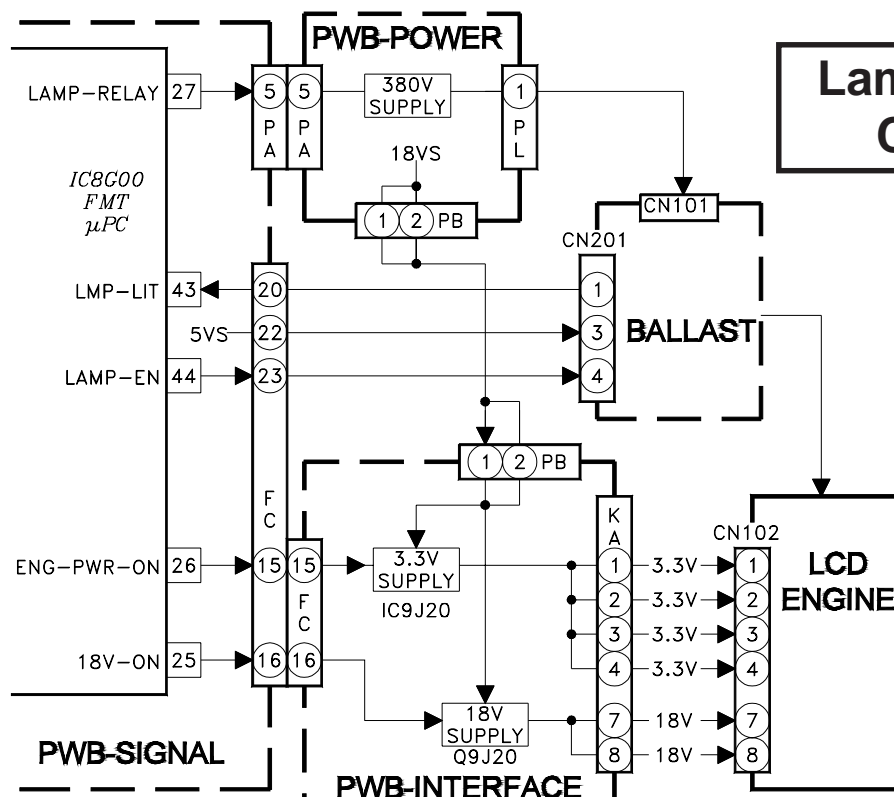 PWB-POWER
LAMP-RELAY 27 5 5 380V SUPPLY 1
P A
P A
P L
18VS
1 2 PB
IC8G00
FMT
µPC
CN101
CN201
LMP-LIT 43 20 1
5VS 22 3
BALLAST
LAMP-EN 44 23 4
1 2 PB
F C
K A
CN102
ENG-PWR-ON 26 15 15 3.3V SUPPLY 1 3.3V 1
IC9J20
2 3.3V 2
LCD
ENGINE
F C
3 3.3V 3
18V-ON 25 16 16
4 3.3V 4
18V SUPPLY 7 18V 7
Q9J20
8 18V 8
PWB-SIGNAL
PWB-INTERFACE